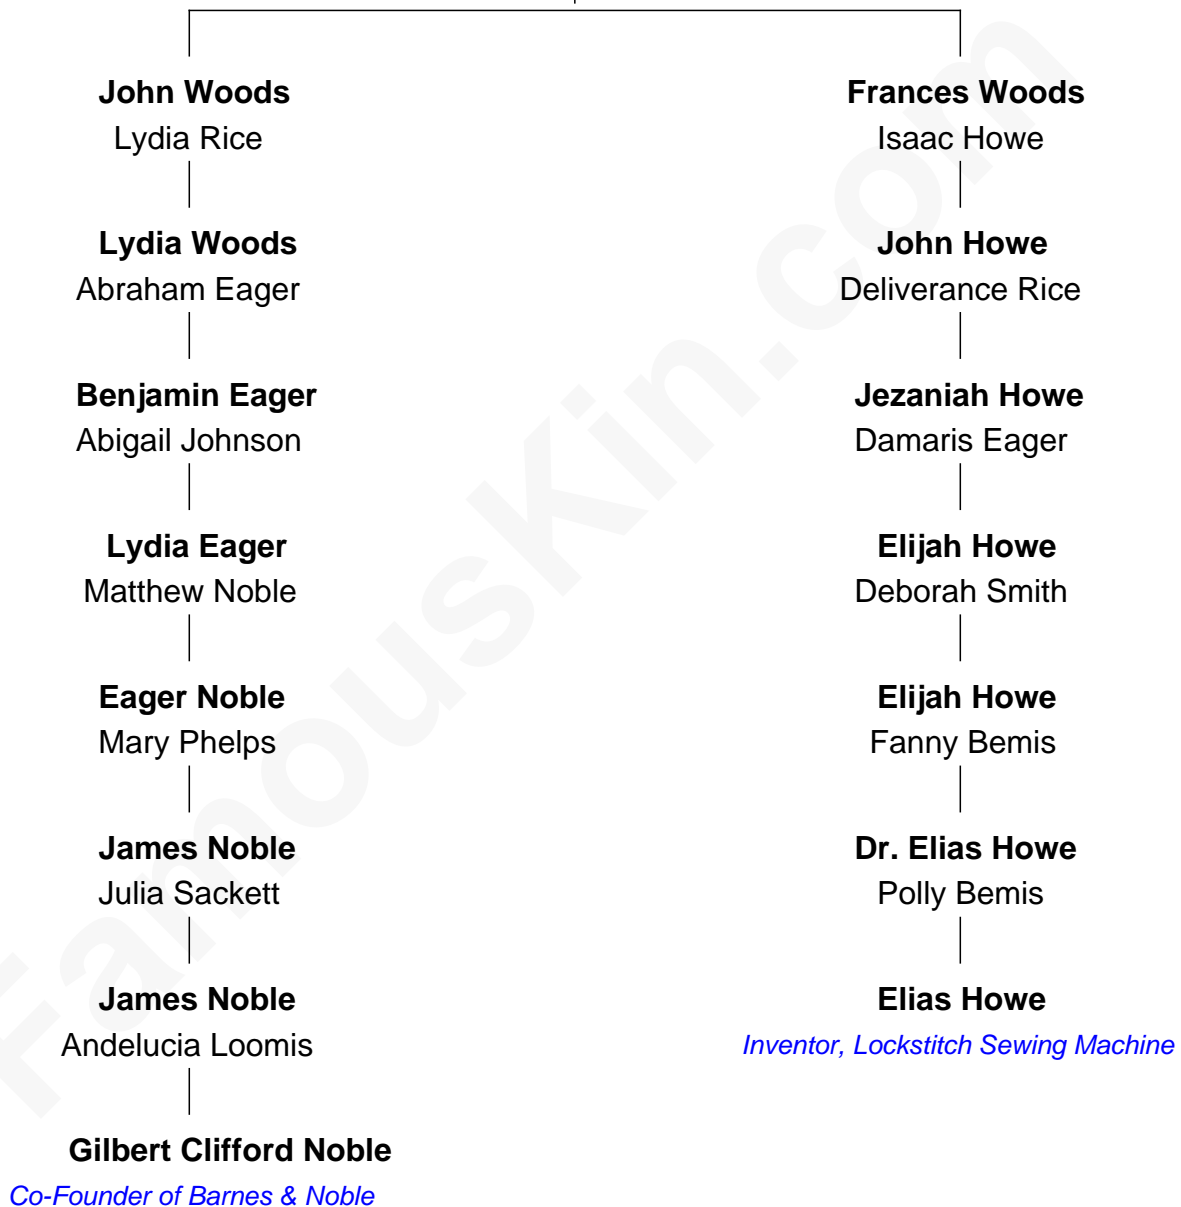 John Woods
Lydia Rice
Lydia Woods
Abraham Eager
Benjamin Eager
Abigail Johnson
Lydia Eager
Matthew Noble
Eager Noble
Mary Phelps
James Noble
Julia Sackett
James Noble
Andelucia Loomis
Gilbert Clifford Noble
Co-Founder of Barnes & Noble
Frances Woods
Isaac Howe
John Howe
Deliverance Rice
Jezaniah Howe
Damaris Eager
Elijah Howe
Deborah Smith
Elijah Howe
Fanny Bemis
Dr. Elias Howe
Polly Bemis
Elias Howe
Inventor, Lockstitch Sewing Machine
FamousKin.com